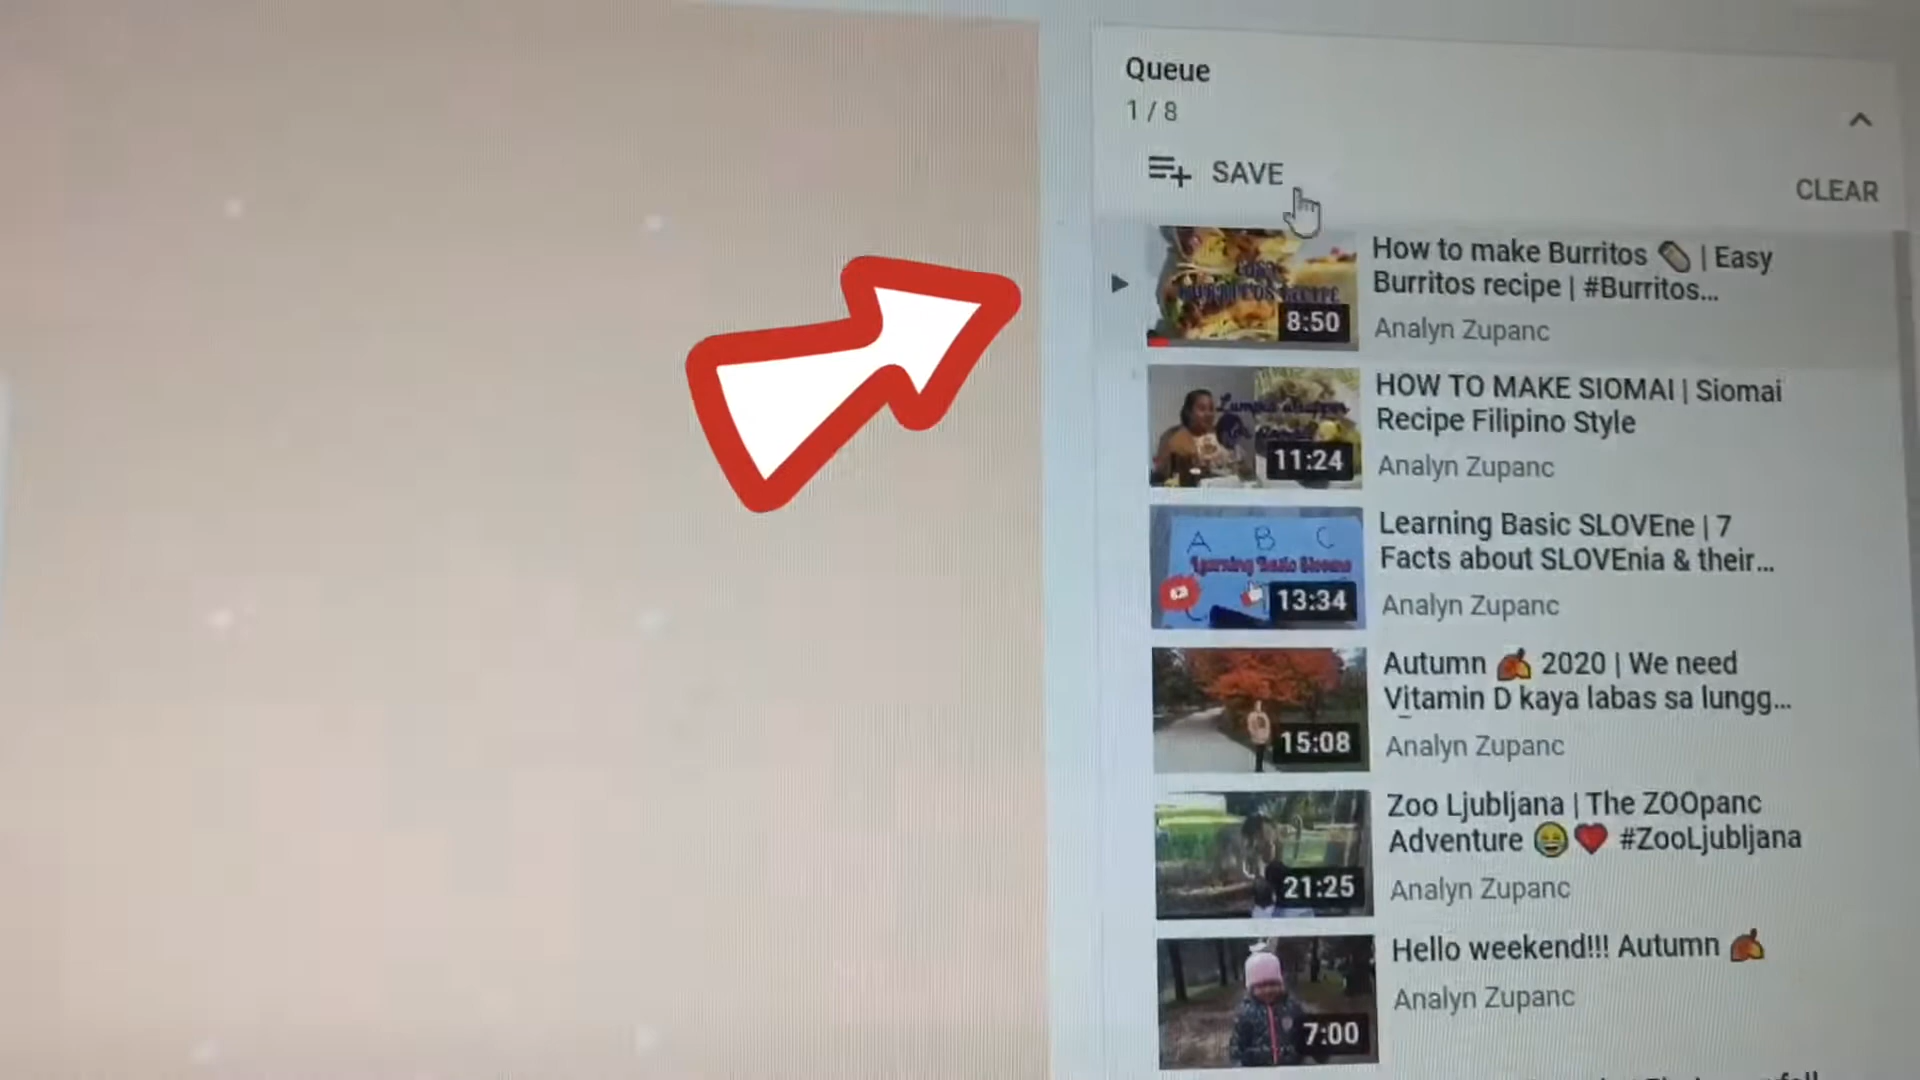 Queue
1 / 8
SAVE
CLEAR
How to make Burritos 🌯 | Easy
Burritos recipe | #Burritos...
8:50
Analyn Zupanc
HOW TO MAKE SIOMAI | Siomai
Recipe Filipino Style
11:24
Analyn Zupanc
A B C
Learning Basic Slovene
Learning Basic SLOVEne | 7
Facts about SLOVEnia & their...
13:34
Analyn Zupanc
Autumn 🍂 2020 | We need
Vitamin D kaya labas sa lungg...
15:08
Analyn Zupanc
Zoo Ljubljana | The ZOOpanc
Adventure 😄❤️ #ZooLjubljana
21:25
Analyn Zupanc
Hello weekend!!! Autumn 🍂
Analyn Zupanc
7:00